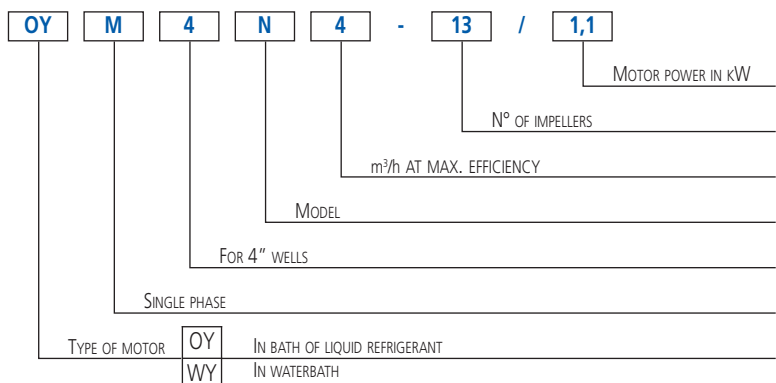 OY M 4 N 4 - 13 / 1,1
MOTOR POWER IN KW
N° OF IMPELLERS
m³/h AT MAX. EFFICIENCY
MODEL
FOR 4" WELLS
SINGLE PHASE
TYPE OF MOTOR OY IN BATH OF LIQUID REFRIGERANT
WY IN WATERBATH